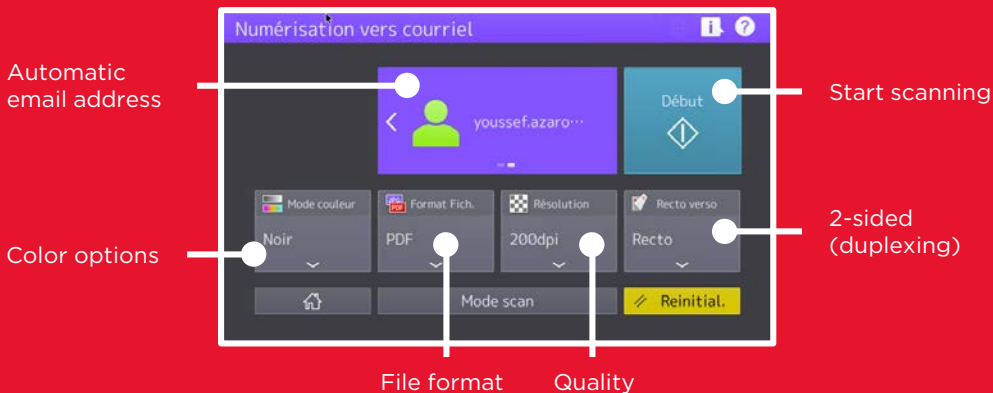 Numérisation vers courriel
Automatic
email address
youssef.azaro…
Début
Start scanning
Mode couleur
Format Fich.
Résolution
Recto verso
Noir
PDF
200dpi
Recto
Color options
2-sided
(duplexing)
Mode scan
Reinitial.
File format
Quality